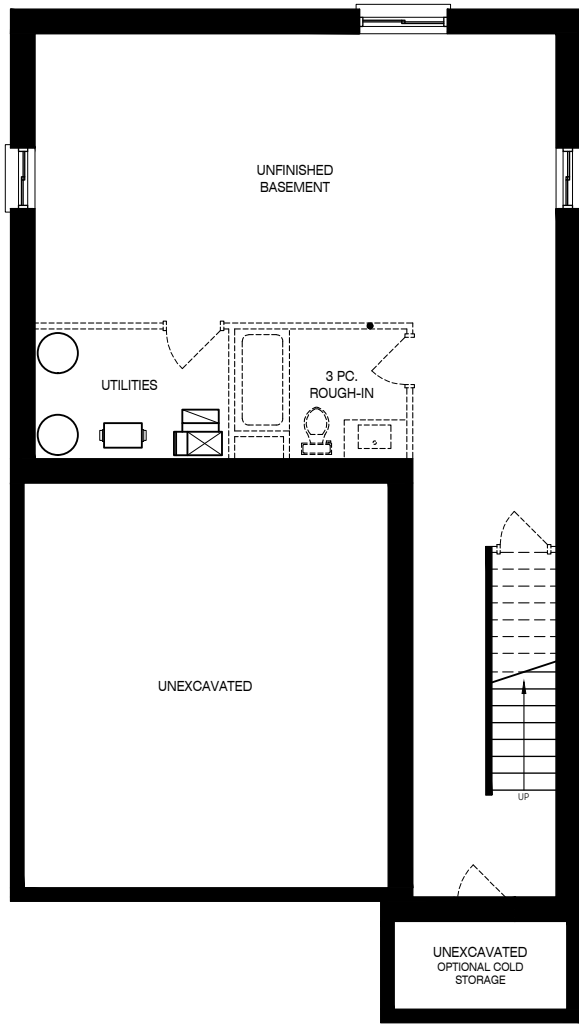 UNFINISHED
BASEMENT
UTILITIES
3 PC.
ROUGH-IN
UNEXCAVATED
UP
UNEXCAVATED
OPTIONAL COLD
STORAGE